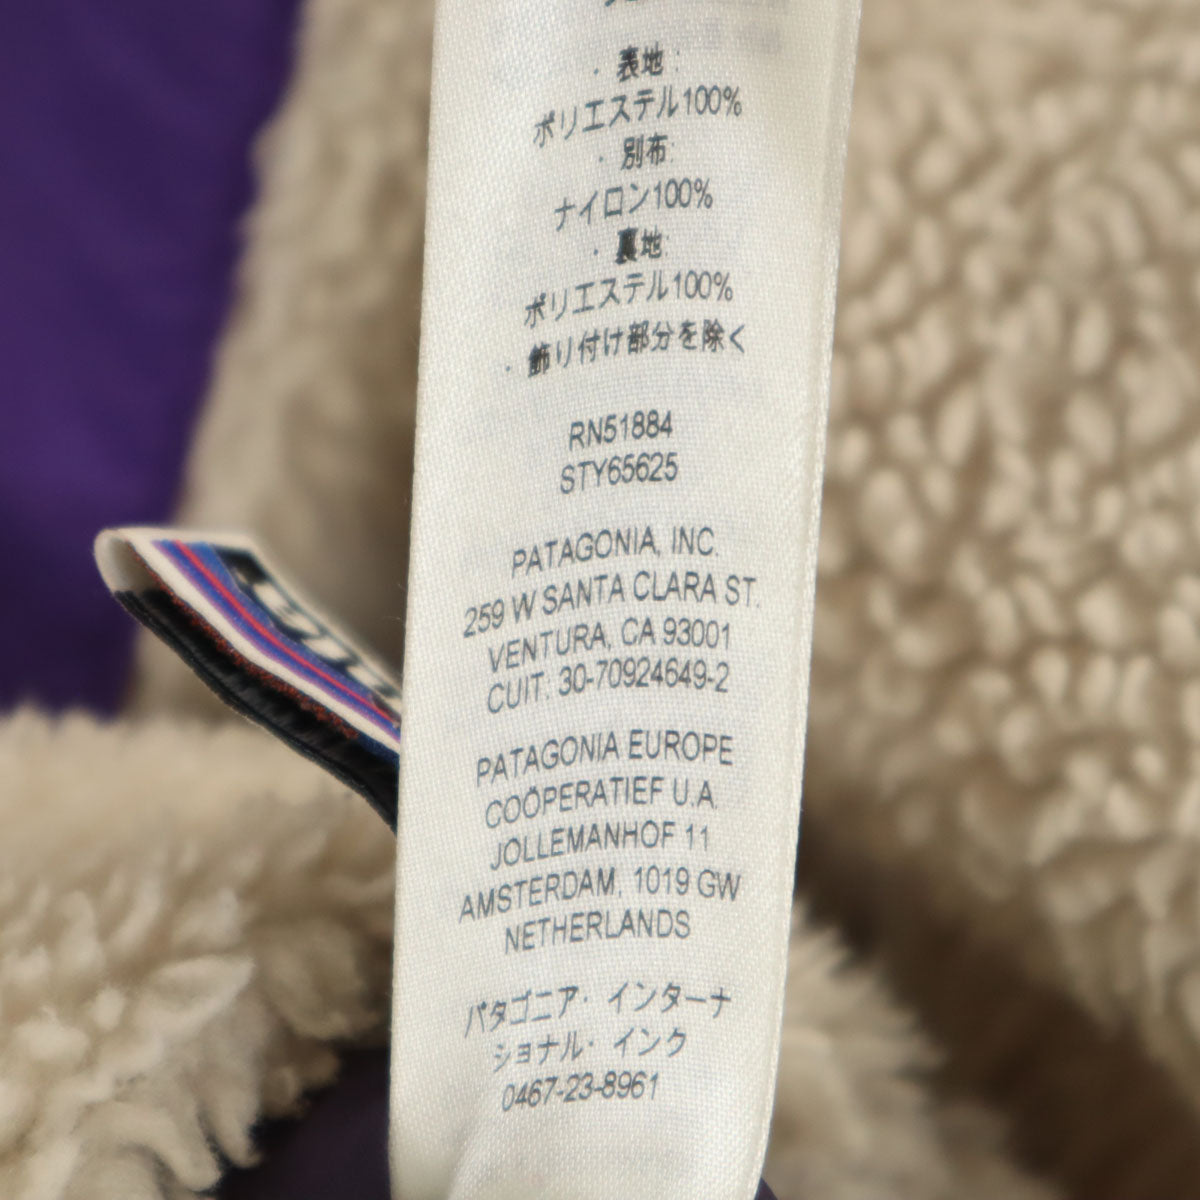 ・表地:
ポリエステル100%
・別布:
ナイロン100%
・裏地:
ポリエステル100%
・飾り付け部分を除く
RN51884
STY65625
PATAGONIA, INC.
259 W SANTA CLARA ST.
VENTURA, CA 93001
CUIT: 30-70924649-2
PATAGONIA EUROPE
COÖPERATIEF U.A.
JOLLEMANHOF 11
AMSTERDAM, 1019 GW
NETHERLANDS
パタゴニア・インターナ
ショナル・インク
0467-23-8961